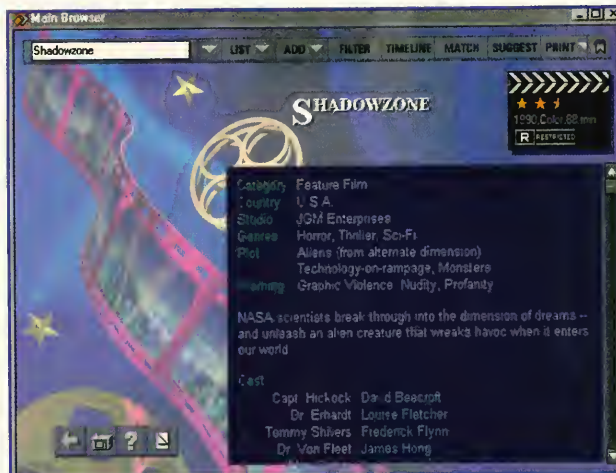 Main Browser
Shadowzone
LIST ADD FILTER TIMELINE MATCH SUGGEST PRINT
SHADOWZONE
1990, Color, 88 min
R RESTRICTED
Category Feature Film
Country U.S.A.
Studio JGM Enterprises
Genres Horror, Thriller, Sci-Fi
Plot Aliens (from alternate dimension)
Technology-on-rampage, Monsters
Warning Graphic Violence, Nudity, Profanity
NASA scientists break through into the dimension of dreams --
and unleash an alien creature that wreaks havoc when it enters
our world
Cast
Capt. Hickock David Beecroft
Dr. Erhardt Louise Fletcher
Tommy Shivers Frederick Flynn
Dr. Van Fleet James Hong
?